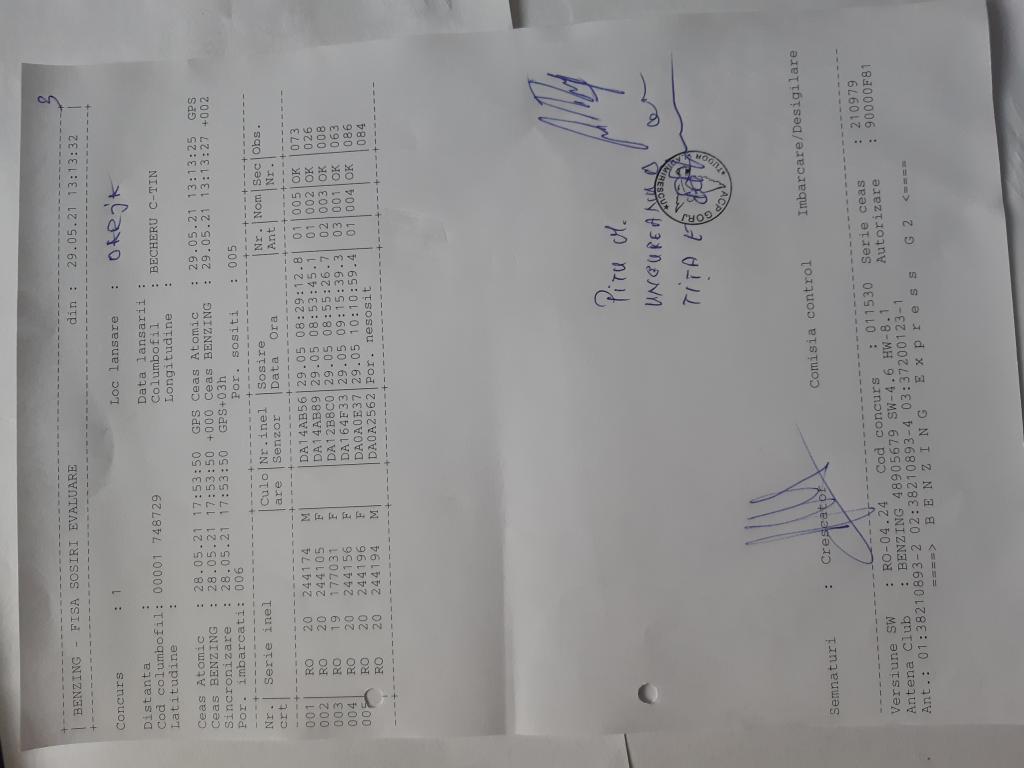 3
| BENZING - FISA SOSIRI EVALUARE din : 29.05.21 13:13:32 |
Concurs : 1 Loc lansare :
Distanta : Data lansarii :
Cod columbofil: 00001 748729 Columbofil : BECHERU C-TIN
Latitudine : Longitudine :
Ceas Atomic : 28.05.21 17:53:50 GPS Ceas Atomic : 29.05.21 13:13:25 GPS
Ceas BENZING : 28.05.21 17:53:50 +000 Ceas BENZING : 29.05.21 13:13:27 +002
Sincronizare : 28.05.21 17:53:50 GPS+03h
Por. imbarcati: 006 Por. sositi : 005
Nr.| Serie inel |Culo|Nr.inel |Sosire |Nr.|Nom|Sec|Obs.
crt| |are |Senzor |Data Ora |Ant| |Nr.|
001 RO 20 244174 M DA14AB56 29.05 08:29:12.8 01 005 OK 073
002 RO 20 244105 F DA14AB89 29.05 08:53:45.1 01 002 OK 026
003 RO 19 177031 F DA12B8C0 29.05 08:55:26.7 02 003 OK 008
004 RO 20 244156 F DA164F33 29.05 09:15:39.3 03 001 OK 063
005 RO 20 244196 F DA0A0E37 29.05 10:10:59.4 01 004 OK 086
RO 20 244194 M DA0A2562 Por. nesosit 084
Pitu M.
UNGUREANU D
TIȚA E
ACP GORJ
Semnaturi : Crescator Comisia control Imbarcare/Desigilare
Versiune SW : RO-04.24 Cod concurs : 011530 Serie ceas : 210979
Antena Club : BENZING 48905679 SW-4.6 HW-8.1 Autorizare : 90000F81
Ant.: 01:38210893-2 02:38210893-4 03:37200123-1
====> B E N Z I N G E x p r e s s G 2 <====